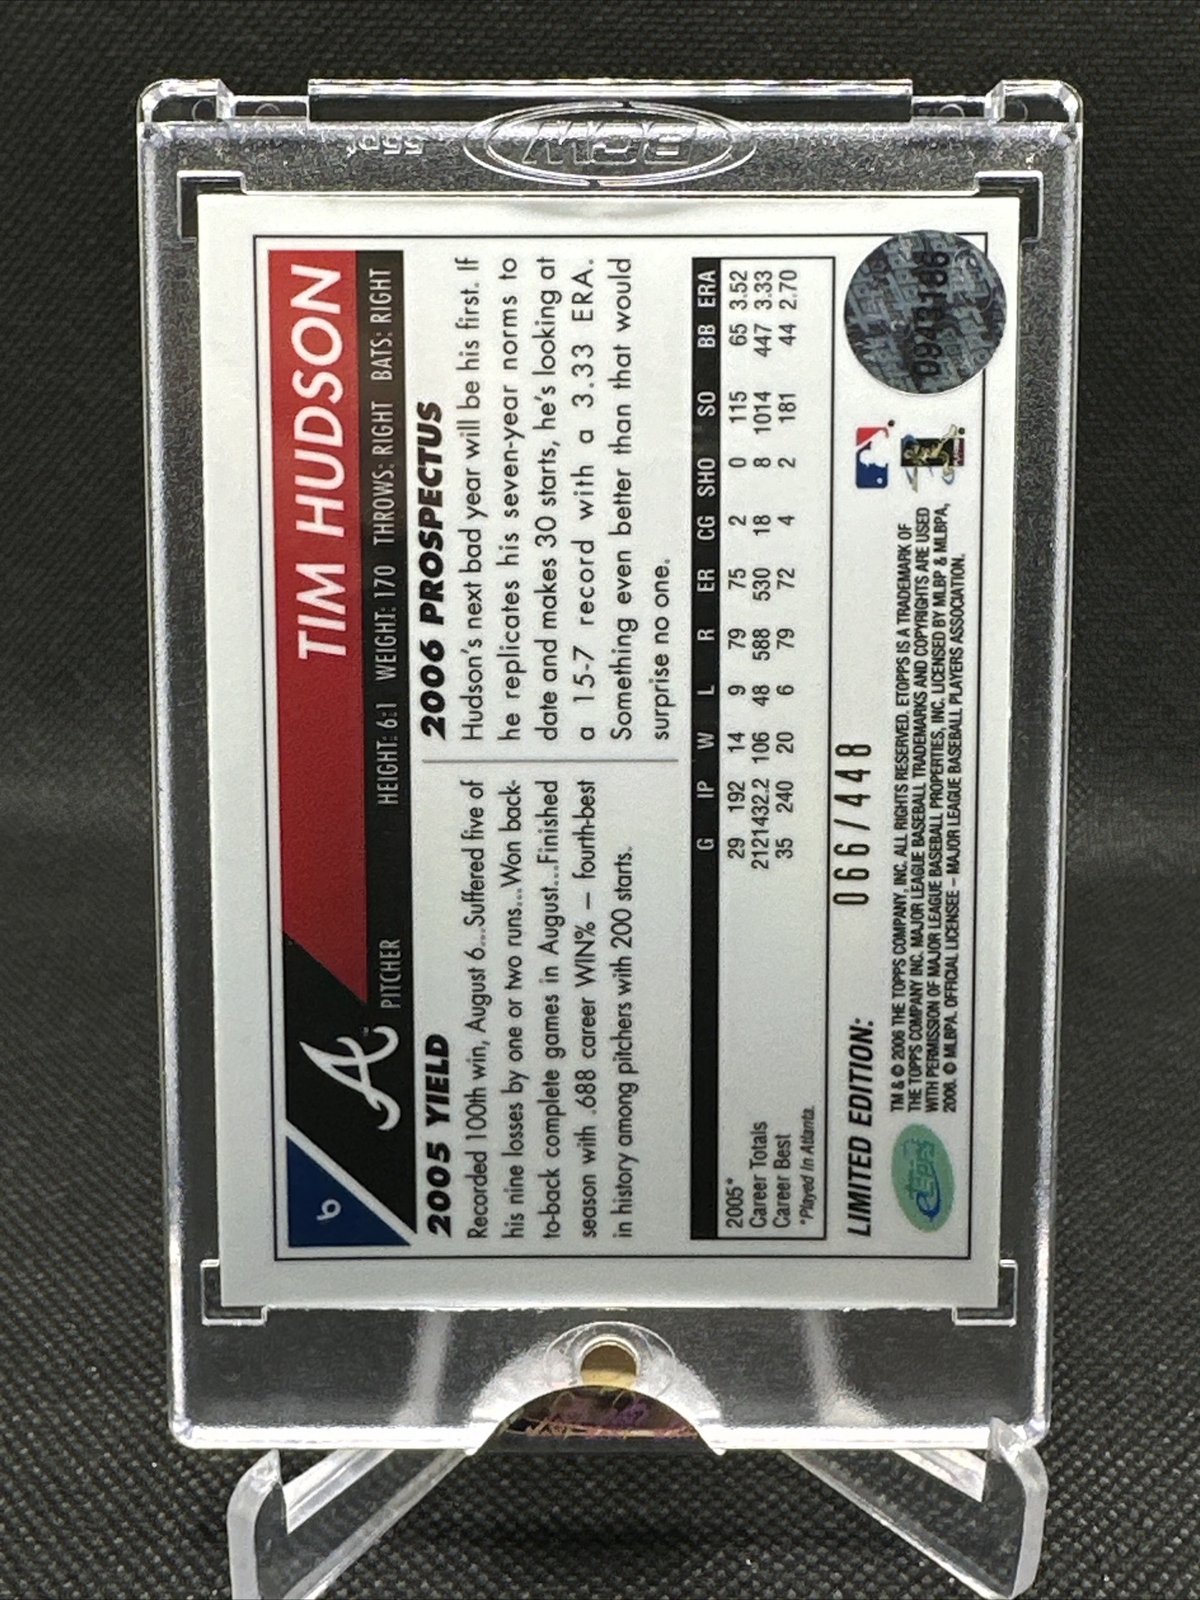 BCW
55pt
6
TIM HUDSON
PITCHER HEIGHT: 6:1 WEIGHT: 170 THROWS: RIGHT BATS: RIGHT
2005 YIELD
Recorded 100th win, August 6...Suffered five of
his nine losses by one or two runs...Won back-
to-back complete games in August...Finished
season with .688 career WIN% — fourth-best
in history among pitchers with 200 starts.
2006 PROSPECTUS
Hudson's next bad year will be his first. If
he replicates his seven-year norms to
date and makes 30 starts, he's looking at
a 15-7 record with a 3.33 ERA.
Something even better than that would
surprise no one.
G IP W L R ER CG SHO SO BB ERA
2005* 29 192 14 9 79 75 2 0 115 65 3.52
Career Totals 212 1432.2 106 48 588 530 18 8 1014 447 3.33
Career Best 35 240 20 6 79 72 4 2 181 44 2.70
*Played In Atlanta.
LIMITED EDITION: 066/448
TM & © 2006 THE TOPPS COMPANY, INC. ALL RIGHTS RESERVED. ETOPPS IS A TRADEMARK OF
THE TOPPS COMPANY INC. MAJOR LEAGUE BASEBALL TRADEMARKS AND COPYRIGHTS ARE USED
WITH PERMISSION OF MAJOR LEAGUE BASEBALL PROPERTIES, INC. LICENSED BY MLBP & MLBPA,
2006. © MLBPA. OFFICIAL LICENSEE – MAJOR LEAGUE BASEBALL PLAYERS ASSOCIATION.